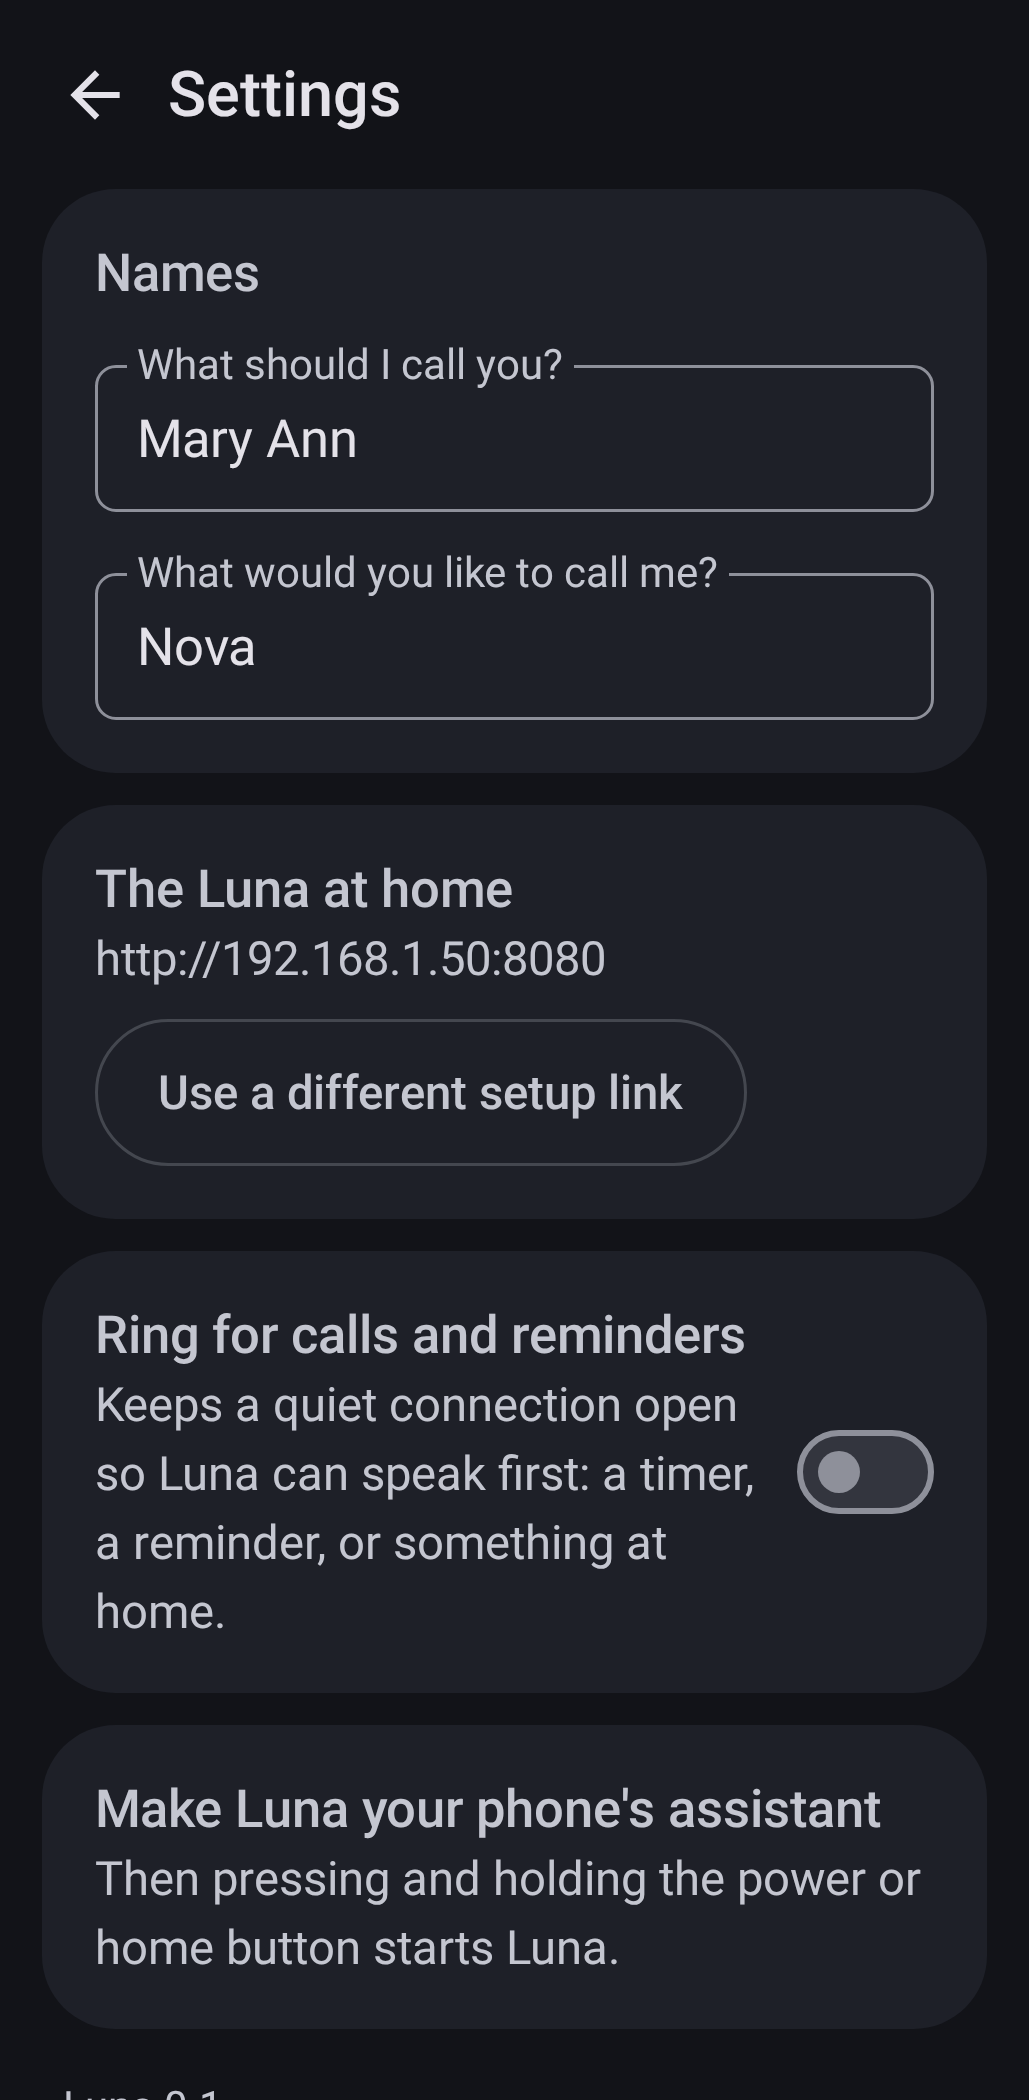 Settings
Names
What should I call you?
Mary Ann
What would you like to call me?
Nova
The Luna at home
http://192.168.1.50:8080
Use a different setup link
Ring for calls and reminders
Keeps a quiet connection open
so Luna can speak first: a timer,
a reminder, or something at
home.
Make Luna your phone's assistant
Then pressing and holding the power or
home button starts Luna.